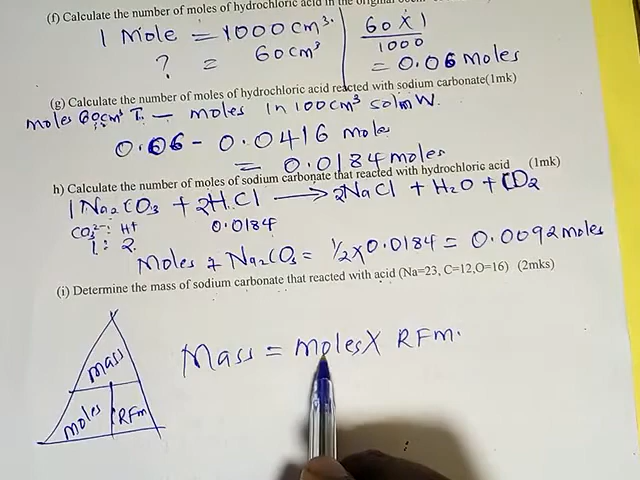 (f) Calculate the number of moles of hydrochloric acid in the original
1 Mole = 1000cm³.
? = 60cm³
60 X 1
1000
= 0.06 Moles
(g) Calculate the number of moles of hydrochloric acid reacted with sodium carbonate(1mk)
moles 60cm³ T. – moles in 100cm³ solⁿ W.
0.06 - 0.0416 moles
= 0.0184 moles
h) Calculate the number of moles of sodium carbonate that reacted with hydrochloric acid (1mk)
1Na₂CO₃ + 2HCl ⟶ 2NaCl + H₂O + CO₂
CO₃²⁻ : H⁺ 0.0184
1 : 2
Moles of Na₂CO₃ = 1/2 X 0.0184 = 0.0092 moles
(i) Determine the mass of sodium carbonate that reacted with acid (Na=23, C=12,O=16) (2mks)
Mass
moles RFm
Mass = moles X RFm.